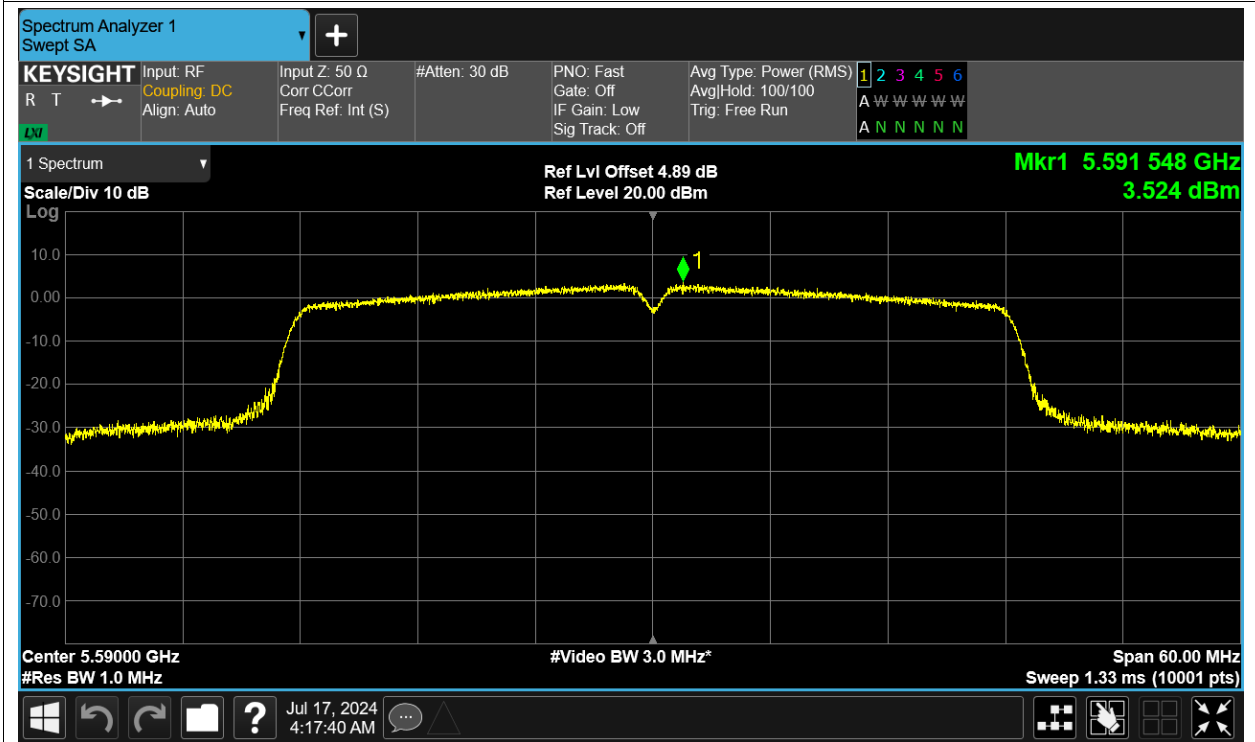 Spectrum Analyzer 1
Swept SA
+
KEYSIGHT
R T
LXI
Input: RF
Coupling: DC
Align: Auto
Input Z: 50 Ω
Corr CCorr
Freq Ref: Int (S)
#Atten: 30 dB
PNO: Fast
Gate: Off
IF Gain: Low
Sig Track: Off
Avg Type: Power (RMS)
Avg|Hold: 100/100
Trig: Free Run
1 2 3 4 5 6
A W W W W W
A N N N N N
1 Spectrum
Scale/Div 10 dB
Log
Ref Lvl Offset 4.89 dB
Ref Level 20.00 dBm
Mkr1 5.591 548 GHz
3.524 dBm
1
10.0
0.00
-10.0
-20.0
-30.0
-40.0
-50.0
-60.0
-70.0
Center 5.59000 GHz
#Res BW 1.0 MHz
#Video BW 3.0 MHz*
Span 60.00 MHz
Sweep 1.33 ms (10001 pts)
?
Jul 17, 2024
4:17:40 AM